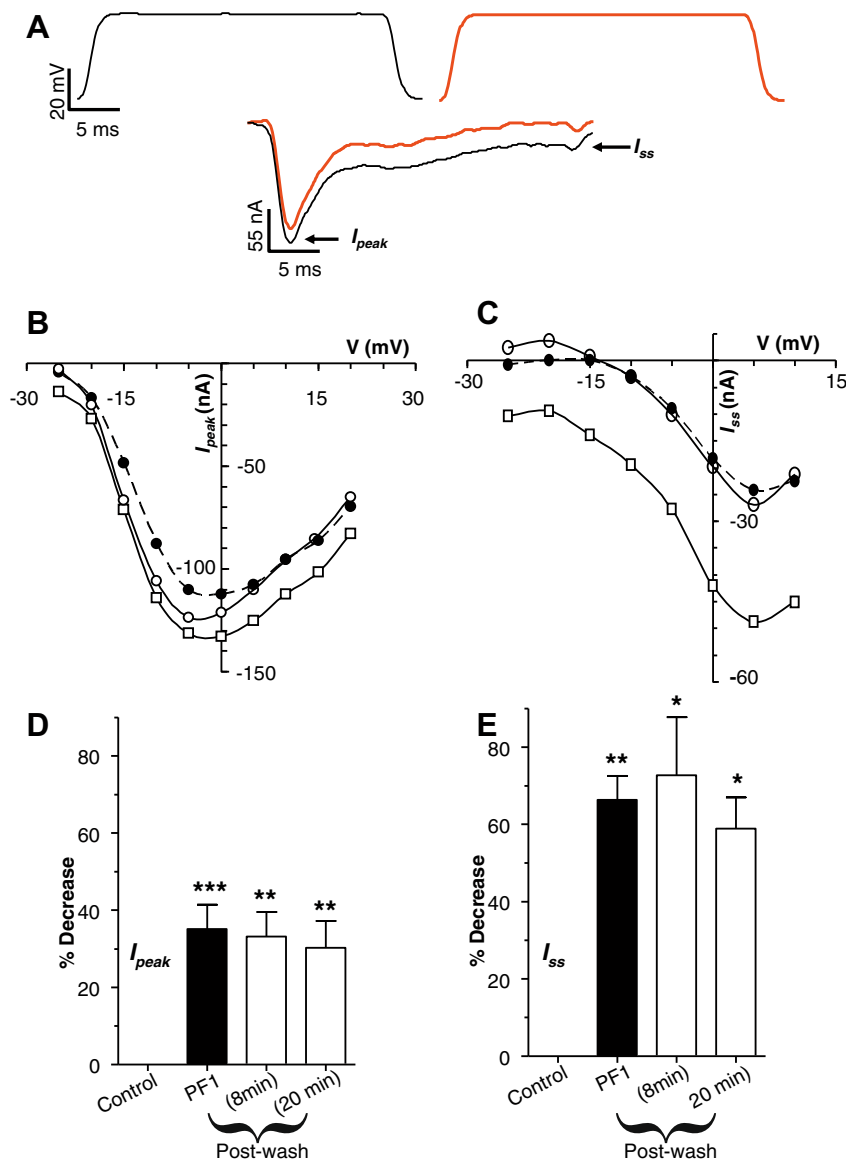 A
20 mV
5 ms
I_ss
55 nA
I_peak
5 ms
B
V (mV)
-30
-15
15
30
I_peak (nA)
-50
-100
-150
C
V (mV)
-30
-15
15
I_ss (nA)
-30
-60
D
% Decrease
80
60
40
20
0
***
**
**
I_peak
Control
PF1
(8min)
(20 min)
Post-wash
E
% Decrease
80
60
40
20
0
**
*
*
I_ss
Control
PF1
(8min)
20 min)
Post-wash